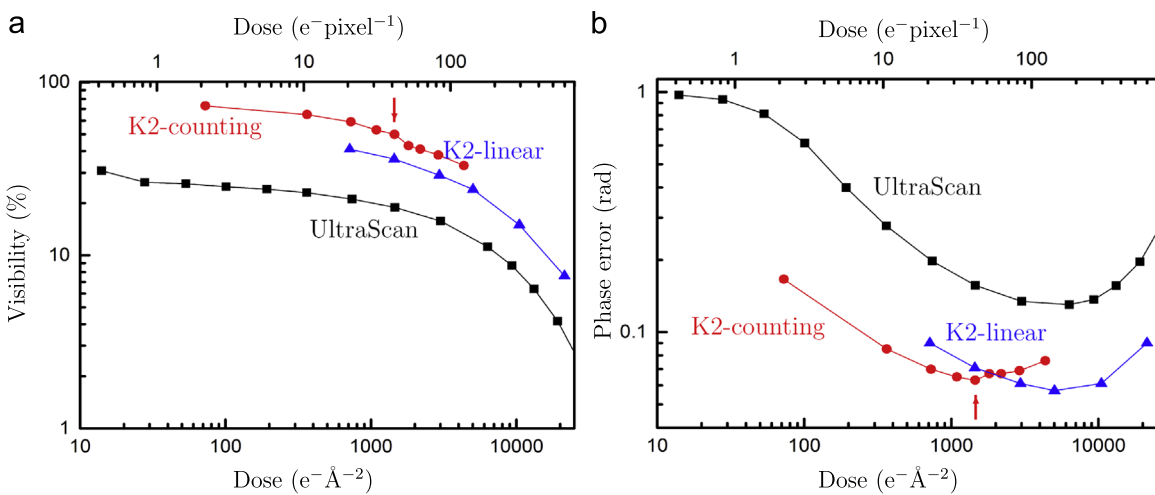 a
Dose (e⁻pixel⁻¹)
1 10 100
100
10
1
Visibility (%)
K2-counting
K2-linear
UltraScan
10 100 1000 10000
Dose (e⁻Å⁻²)
b
Dose (e⁻pixel⁻¹)
1 10 100
1
0.1
Phase error (rad)
UltraScan
K2-counting
K2-linear
10 100 1000 10000
Dose (e⁻Å⁻²)